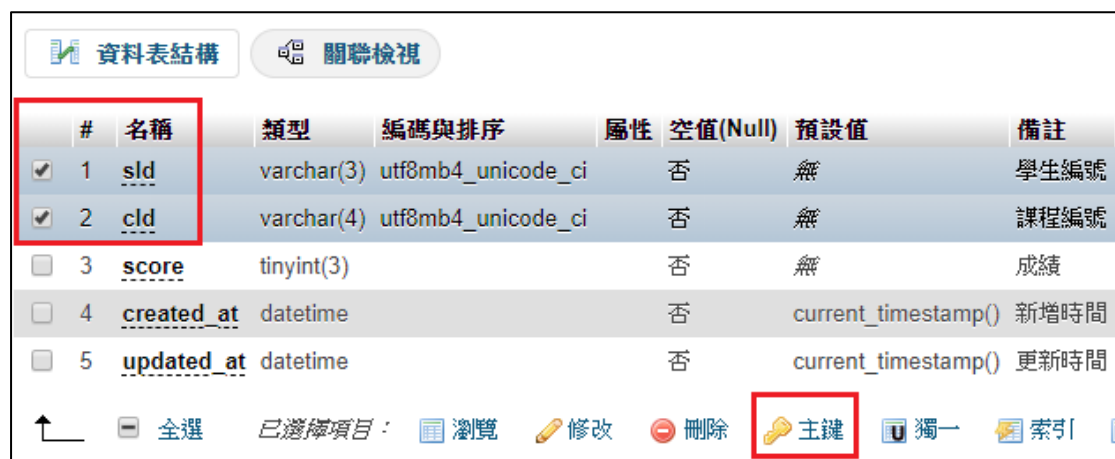 資料表結構 關聯檢視
# 名稱 類型 編碼與排序 屬性 空值(Null) 預設值 備註
1 sId varchar(3) utf8mb4_unicode_ci 否 無 學生編號
2 cId varchar(4) utf8mb4_unicode_ci 否 無 課程編號
3 score tinyint(3) 否 無 成績
4 created_at datetime 否 current_timestamp() 新增時間
5 updated_at datetime 否 current_timestamp() 更新時間
全選 已選擇項目： 瀏覽 修改 刪除 主鍵 U 獨一 索引